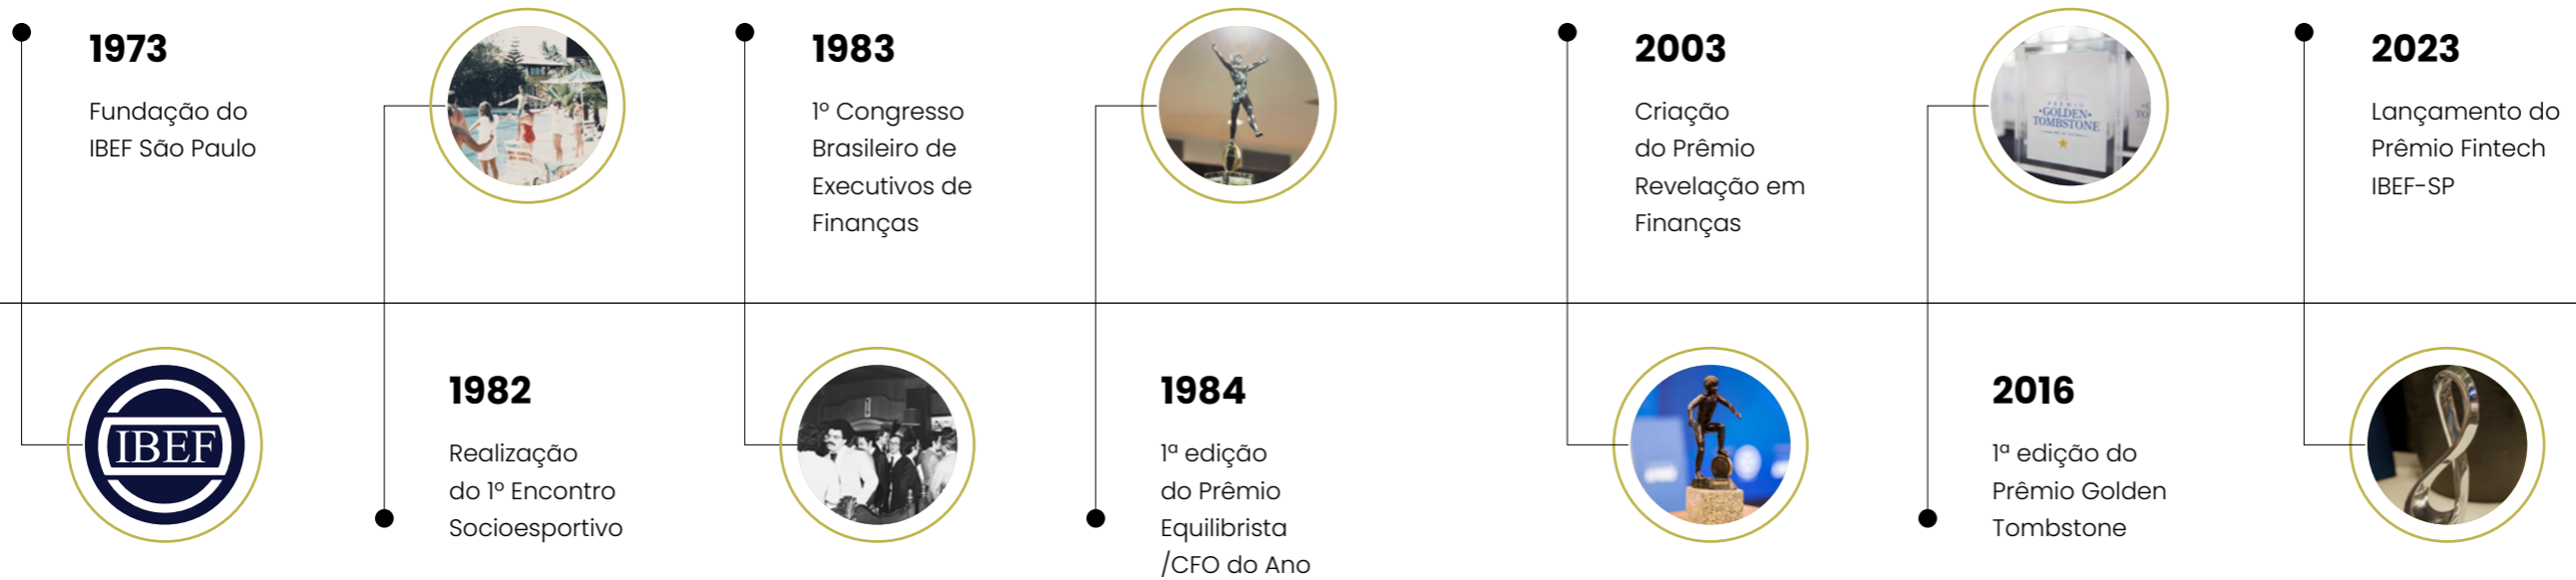 1973
Fundação do
IBEF São Paulo
IBEF
1982
Realização
do 1º Encontro
Socioesportivo
1983
1º Congresso
Brasileiro de
Executivos de
Finanças
1984
1ª edição
do Prêmio
Equilibrista
/CFO do Ano
2003
Criação
do Prêmio
Revelação em
Finanças
PRÊMIO
GOLDEN
TOMBSTONE
2016
1ª edição do
Prêmio Golden
Tombstone
2023
Lançamento do
Prêmio Fintech
IBEF-SP